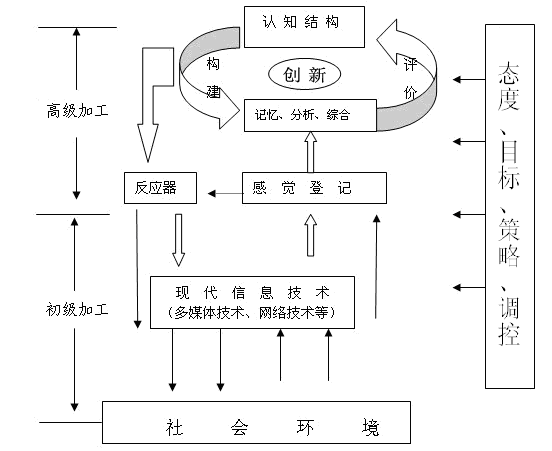 认知结构
构建
创新
评价
记忆、分析、综合
高级加工
反应器
感觉登记
初级加工
现代信息技术
（多媒体技术、网络技术等）
社会环境
态度、目标、策略、调控